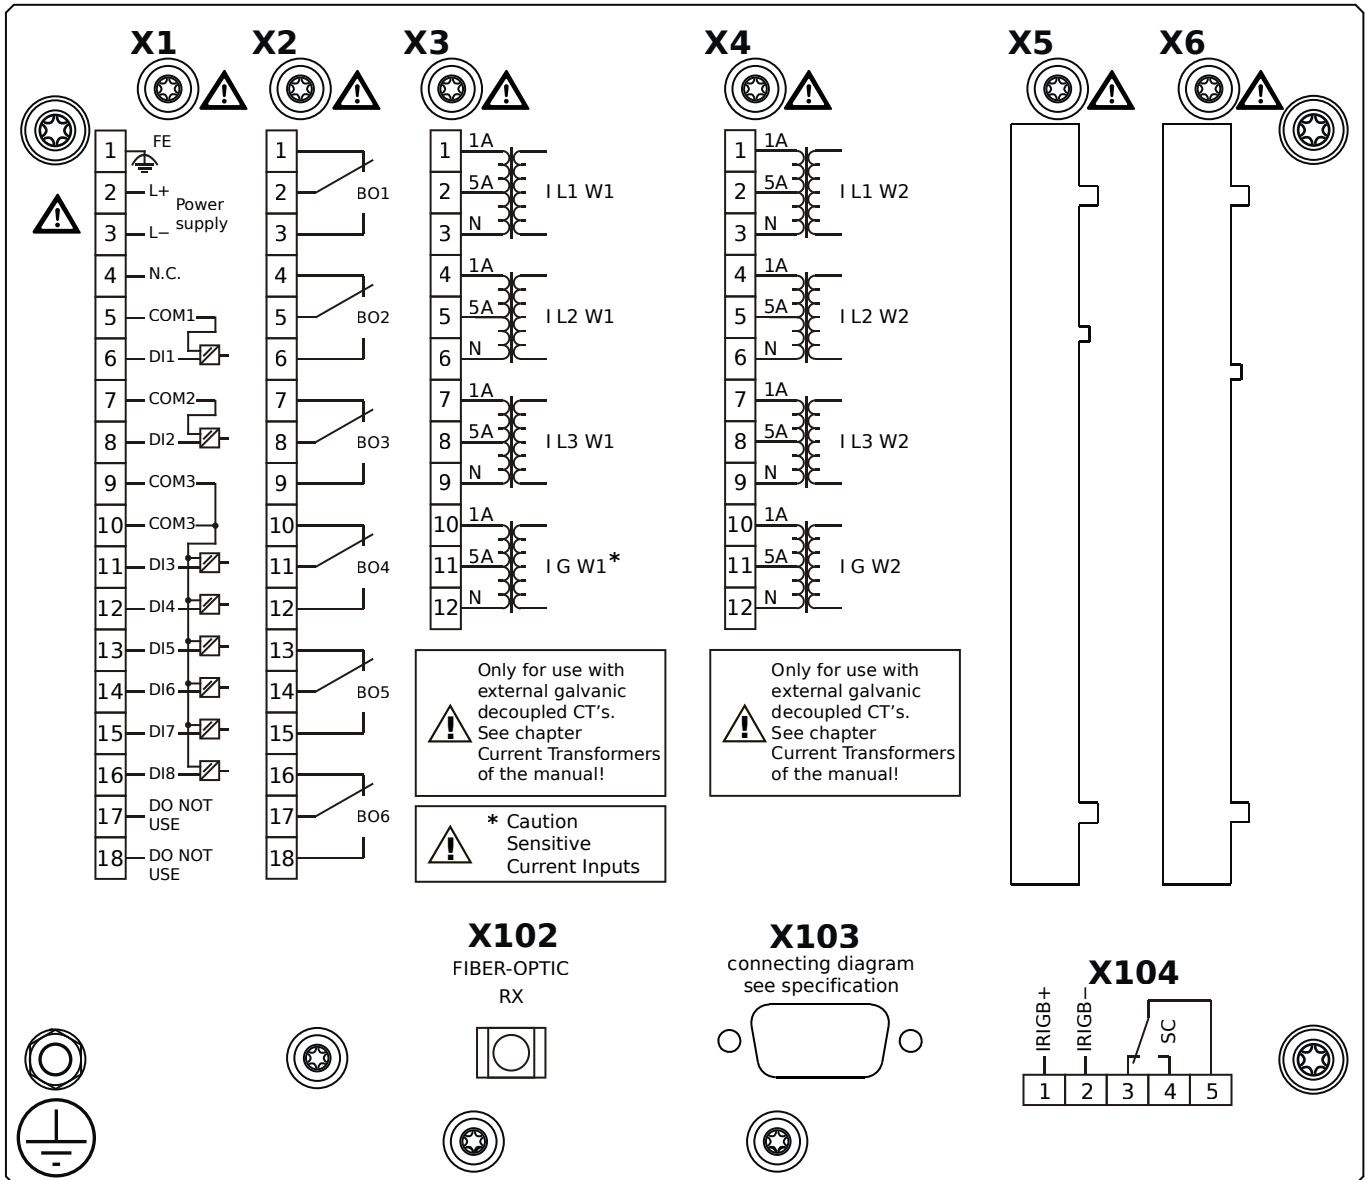 X1 X2 X3 X4 X5 X6
1 FE
2 L+
Power
supply
3 L−
4 N.C.
5 COM1
6 DI1
7 COM2
8 DI2
9 COM3
10 COM3
11 DI3
12 DI4
13 DI5
14 DI6
15 DI7
16 DI8
17 DO NOT
USE
18 DO NOT
USE
1
2 BO1
3
4
5 BO2
6
7
8 BO3
9
10
11 BO4
12
13
14 BO5
15
16
17 BO6
18
1 1A
2 5A I L1 W1
3 N
4 1A
5 5A I L2 W1
6 N
7 1A
8 5A I L3 W1
9 N
10 1A
11 5A I G W1*
12 N
Only for use with
external galvanic
decoupled CT's.
See chapter
Current Transformers
of the manual!
* Caution
Sensitive
Current Inputs
1 1A
2 5A I L1 W2
3 N
4 1A
5 5A I L2 W2
6 N
7 1A
8 5A I L3 W2
9 N
10 1A
11 5A I G W2
12 N
Only for use with
external galvanic
decoupled CT's.
See chapter
Current Transformers
of the manual!
X102
FIBER-OPTIC
RX
X103
connecting diagram
see specification
X104
IRIGB+
IRIGB−
SC
1 2 3 4 5